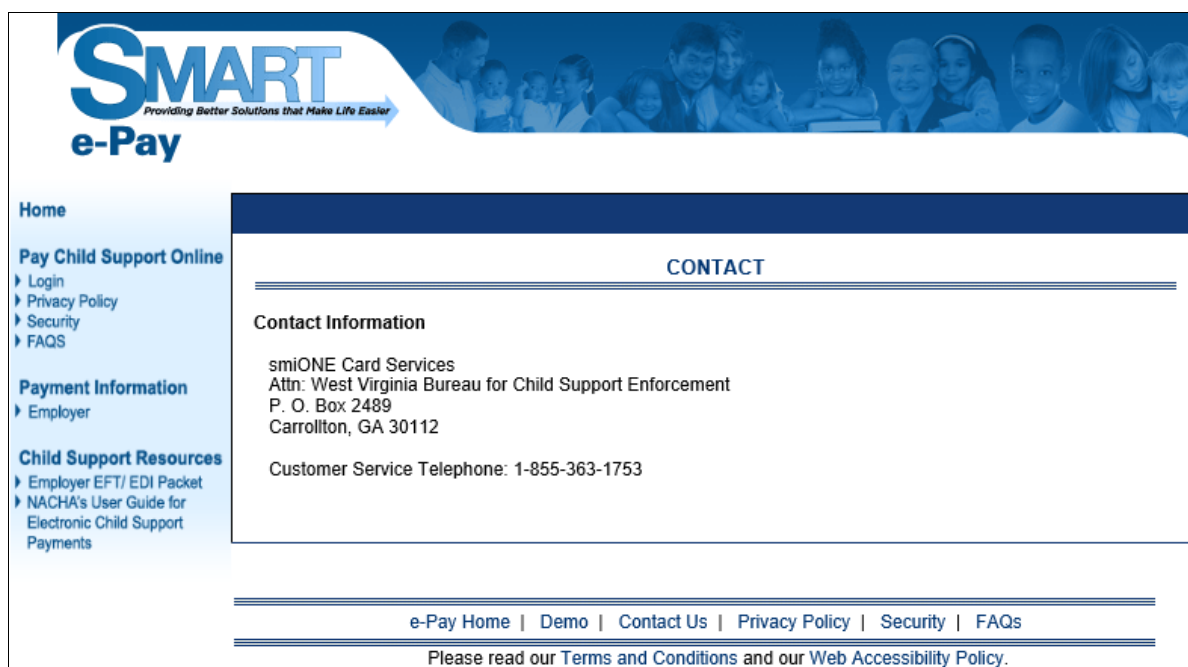 SMART
Providing Better Solutions that Make Life Easier
e-Pay
Home
Pay Child Support Online
Login
Privacy Policy
Security
FAQS
Payment Information
Employer
Child Support Resources
Employer EFT/ EDI Packet
NACHA's User Guide for
Electronic Child Support
Payments
CONTACT
Contact Information
smiONE Card Services
Attn: West Virginia Bureau for Child Support Enforcement
P. O. Box 2489
Carrollton, GA 30112
Customer Service Telephone: 1-855-363-1753
e-Pay Home | Demo | Contact Us | Privacy Policy | Security | FAQs
Please read our Terms and Conditions and our Web Accessibility Policy.